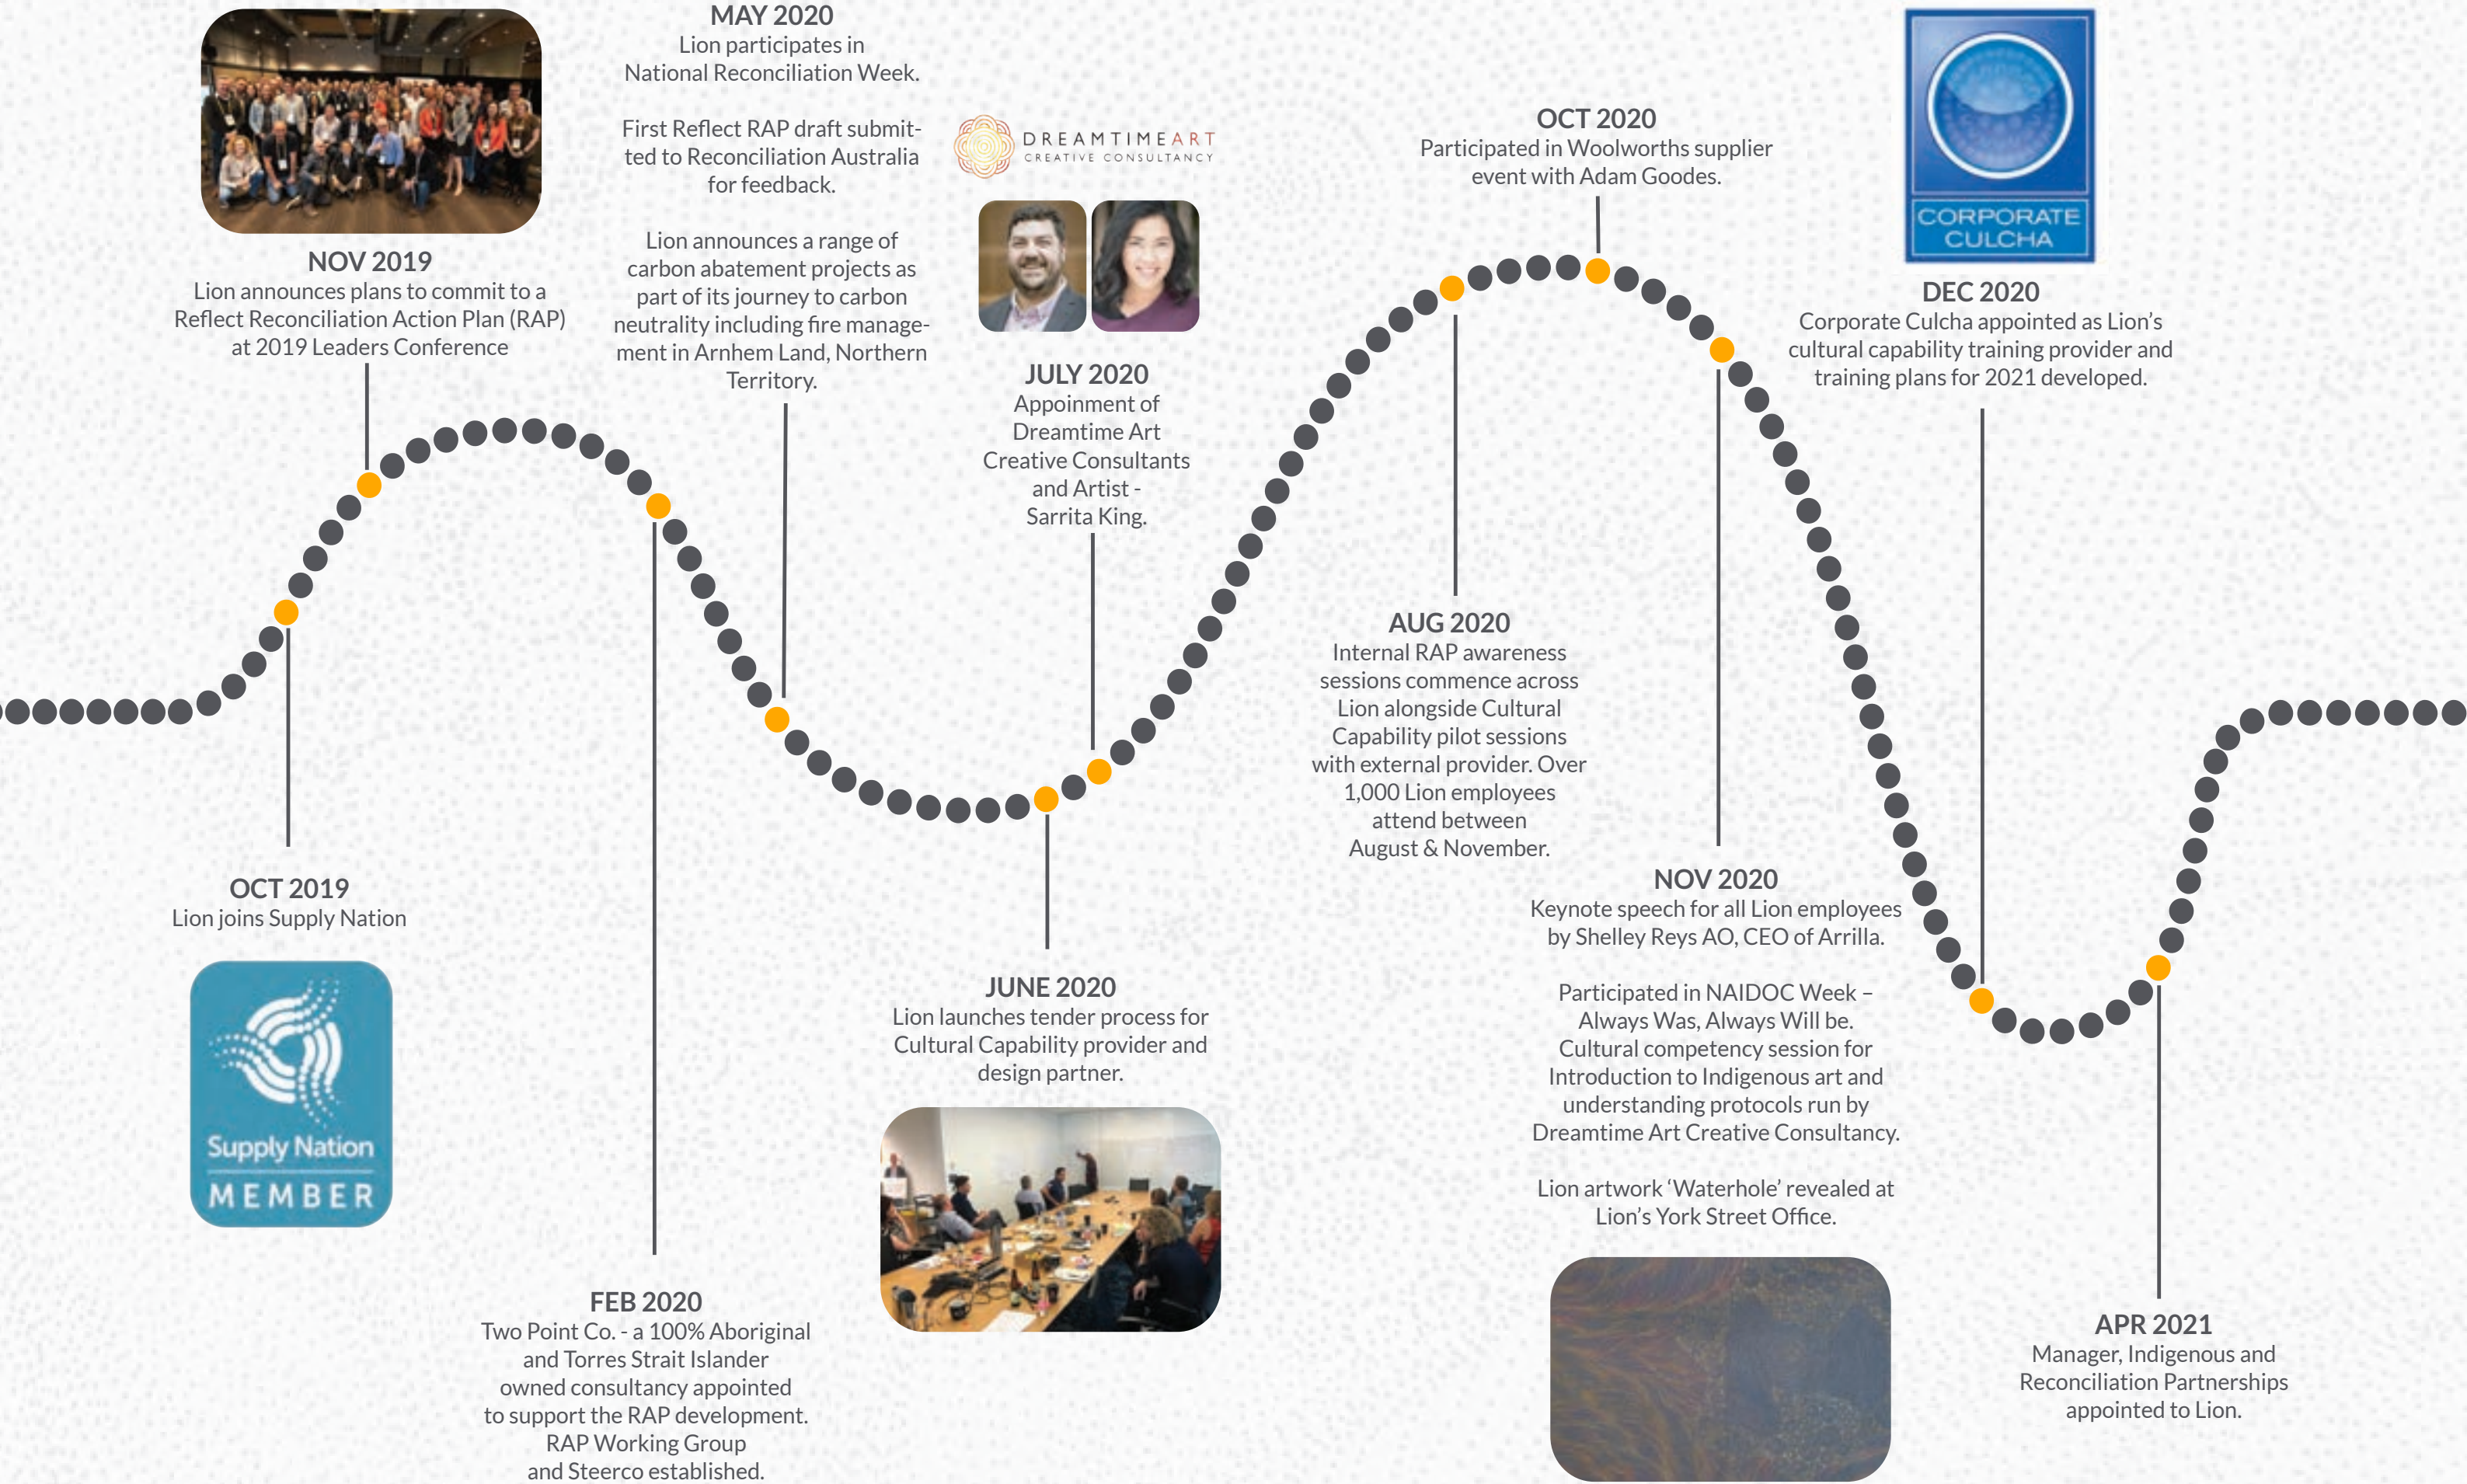 NOV 2019
Lion announces plans to commit to a
Reflect Reconciliation Action Plan (RAP)
at 2019 Leaders Conference
OCT 2019
Lion joins Supply Nation
Supply Nation
MEMBER
MAY 2020
Lion participates in
National Reconciliation Week.
First Reflect RAP draft submit-
ted to Reconciliation Australia
for feedback.
Lion announces a range of
carbon abatement projects as
part of its journey to carbon
neutrality including fire manage-
ment in Arnhem Land, Northern
Territory.
FEB 2020
Two Point Co. - a 100% Aboriginal
and Torres Strait Islander
owned consultancy appointed
to support the RAP development.
RAP Working Group
and Steerco established.
DREAMTIMEART
CREATIVE CONSULTANCY
JULY 2020
Appoinment of
Dreamtime Art
Creative Consultants
and Artist -
Sarrita King.
JUNE 2020
Lion launches tender process for
Cultural Capability provider and
design partner.
OCT 2020
Participated in Woolworths supplier
event with Adam Goodes.
AUG 2020
Internal RAP awareness
sessions commence across
Lion alongside Cultural
Capability pilot sessions
with external provider. Over
1,000 Lion employees
attend between
August & November.
NOV 2020
Keynote speech for all Lion employees
by Shelley Reys AO, CEO of Arrilla.
Participated in NAIDOC Week –
Always Was, Always Will be.
Cultural competency session for
Introduction to Indigenous art and
understanding protocols run by
Dreamtime Art Creative Consultancy.
Lion artwork ‘Waterhole’ revealed at
Lion’s York Street Office.
CORPORATE
CULCHA
DEC 2020
Corporate Culcha appointed as Lion’s
cultural capability training provider and
training plans for 2021 developed.
APR 2021
Manager, Indigenous and
Reconciliation Partnerships
appointed to Lion.